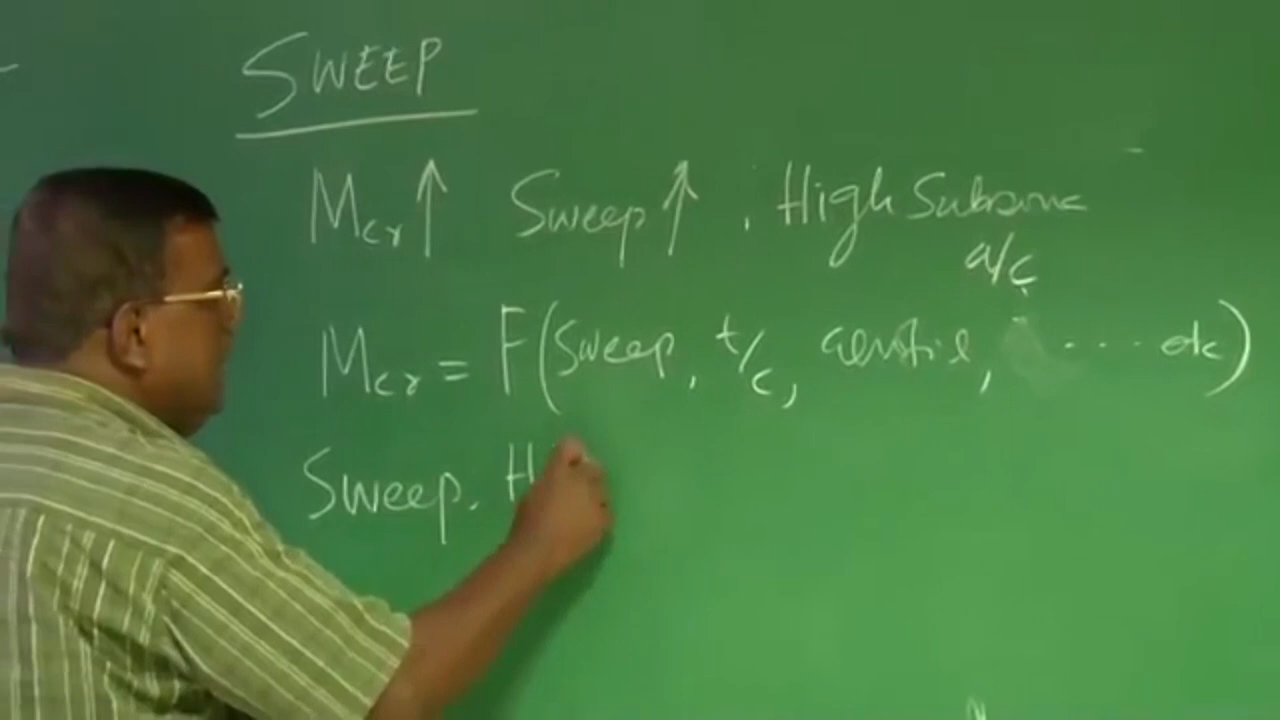 SWEEP
Mcr↑ Sweep↑, High Subsonic
a/c
Mcr = F(Sweep, t/c, aerofoil, .... etc)
Sweep. H